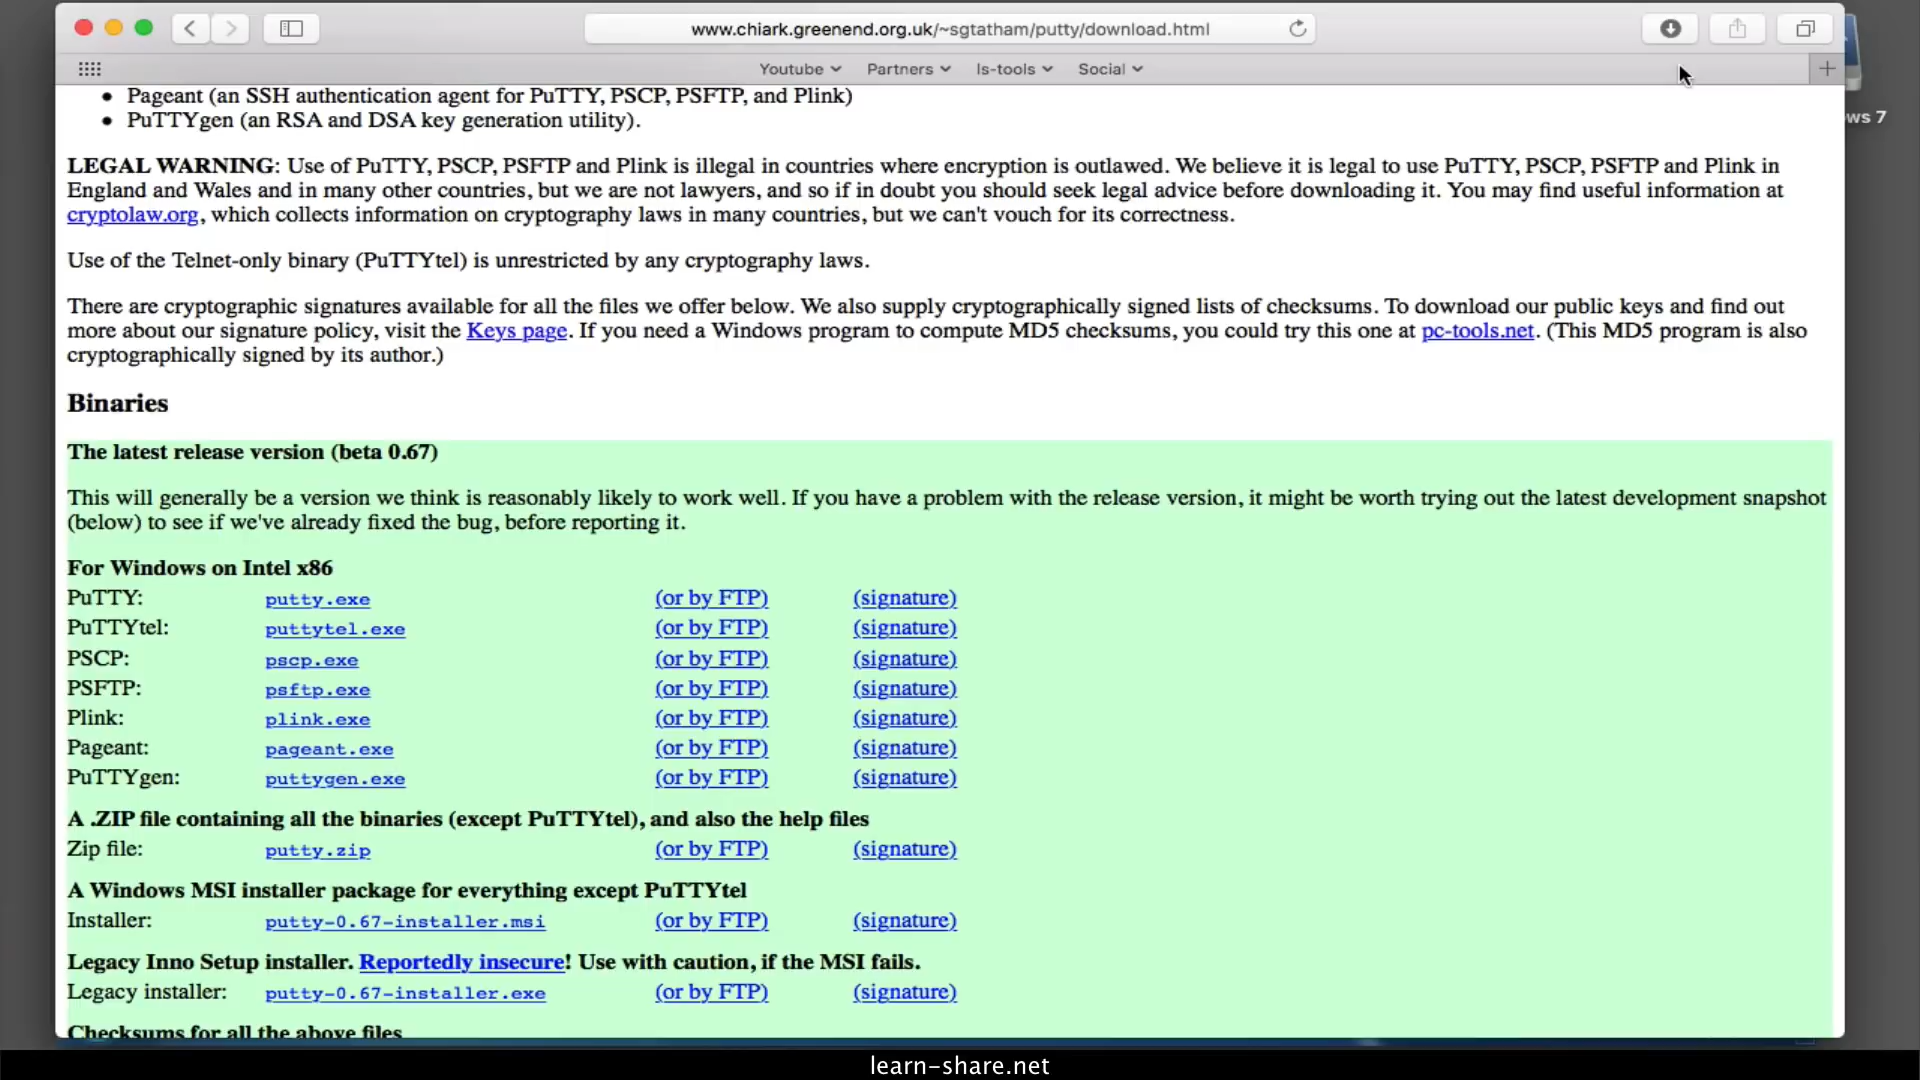 www.chiark.greenend.org.uk/~sgtatham/putty/download.html
Youtube Partners ls-tools Social
ws 7
• Pageant (an SSH authentication agent for PuTTY, PSCP, PSFTP, and Plink)
• PuTTYgen (an RSA and DSA key generation utility).
LEGAL WARNING: Use of PuTTY, PSCP, PSFTP and Plink is illegal in countries where encryption is outlawed. We believe it is legal to use PuTTY, PSCP, PSFTP and Plink in
England and Wales and in many other countries, but we are not lawyers, and so if in doubt you should seek legal advice before downloading it. You may find useful information at
cryptolaw.org, which collects information on cryptography laws in many countries, but we can't vouch for its correctness.
Use of the Telnet-only binary (PuTTYtel) is unrestricted by any cryptography laws.
There are cryptographic signatures available for all the files we offer below. We also supply cryptographically signed lists of checksums. To download our public keys and find out
more about our signature policy, visit the Keys page. If you need a Windows program to compute MD5 checksums, you could try this one at pc-tools.net. (This MD5 program is also
cryptographically signed by its author.)
Binaries
The latest release version (beta 0.67)
This will generally be a version we think is reasonably likely to work well. If you have a problem with the release version, it might be worth trying out the latest development snapshot
(below) to see if we've already fixed the bug, before reporting it.
For Windows on Intel x86
PuTTY: putty.exe (or by FTP) (signature)
PuTTYtel: puttytel.exe (or by FTP) (signature)
PSCP: pscp.exe (or by FTP) (signature)
PSFTP: psftp.exe (or by FTP) (signature)
Plink: plink.exe (or by FTP) (signature)
Pageant: pageant.exe (or by FTP) (signature)
PuTTYgen: puttygen.exe (or by FTP) (signature)
A .ZIP file containing all the binaries (except PuTTYtel), and also the help files
Zip file: putty.zip (or by FTP) (signature)
A Windows MSI installer package for everything except PuTTYtel
Installer: putty-0.67-installer.msi (or by FTP) (signature)
Legacy Inno Setup installer. Reportedly insecure! Use with caution, if the MSI fails.
Legacy installer: putty-0.67-installer.exe (or by FTP) (signature)
Checksums for all the above files
learn-share.net